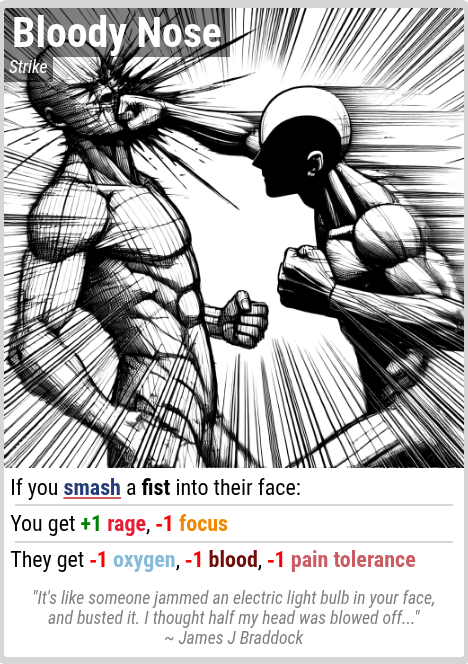 Bloody Nose
Strike
If you smash a fist into their face:
You get +1 rage, -1 focus
They get -1 oxygen, -1 blood, -1 pain tolerance
"It's like someone jammed an electric light bulb in your face,
and busted it. I thought half my head was blowed off..."
~ James J Braddock